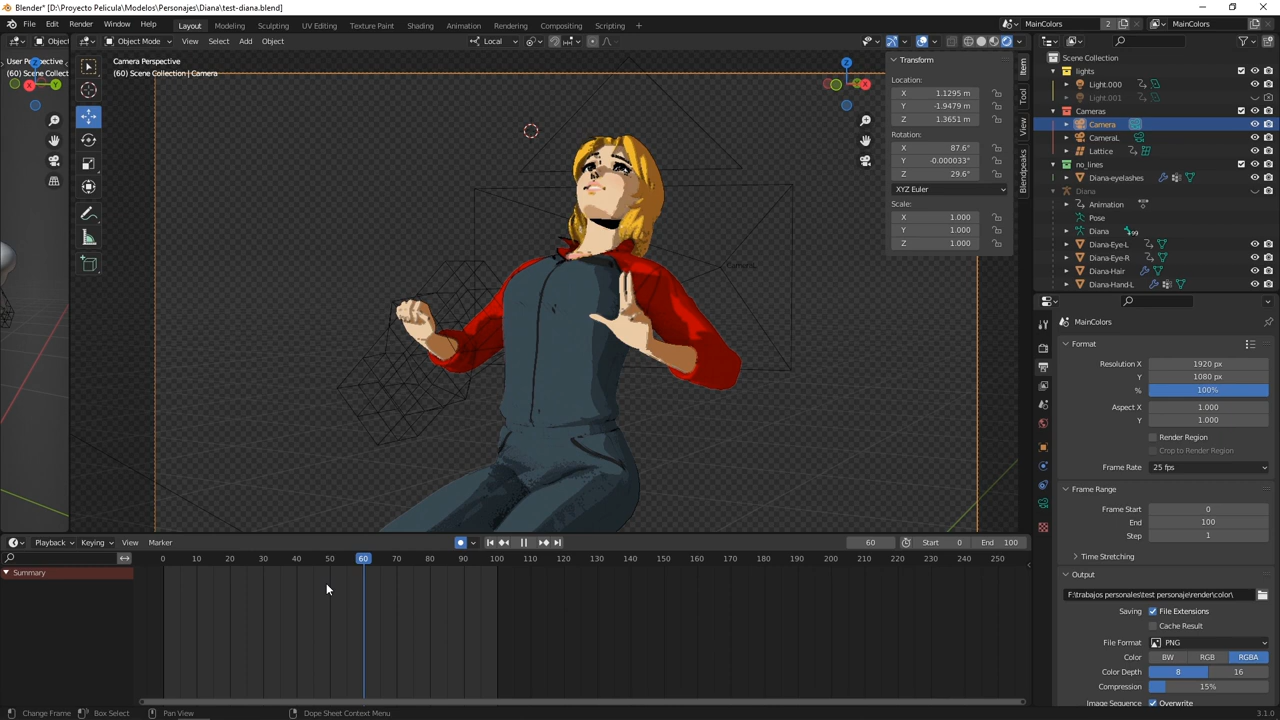 Blender* [D:\Proyecto Pelicula\Modelos\Personajes\Diana\test-diana.blend]
File Edit Render Window Help Layout Modeling Sculpting UV Editing Texture Paint Shading Animation Rendering Compositing Scripting MainColors 2 MainColors
Object Object Mode View Select Add Object Local
User Perspective
(60) Scene Collect
Camera Perspective
(60) Scene Collection | Camera
Z
X
Y
Z
X
Transform
Location:
X 1.1295 m
Y -1.9479 m
Z 1.3651 m
Rotation:
X 87.6°
Y -0.000033°
Z 29.6°
XYZ Euler
Scale:
X 1.000
Y 1.000
Z 1.000
Item
Tool
View
Blendpeaks
Scene Collection
lights
Light.000
Light.001
Cameras
Camera
CameraL
Lattice
no_lines
Diana-eyelashes
Diana
Animation
Pose
Diana 99
Diana-Eye-L
Diana-Eye-R
Diana-Hair
Diana-Hand-L
MainColors
Format
Resolution X 1920 px
Y 1080 px
% 100%
Aspect X 1.000
Y 1.000
Render Region
Crop to Render Region
Frame Rate 25 fps
Frame Range
Frame Start 0
End 100
Step 1
Time Stretching
Output
F:\trabajos personales\test personaje\render\color\
Saving File Extensions
Cache Result
File Format PNG
Color BW RGB RGBA
Color Depth 8 16
Compression 15%
Image Sequence Overwrite
Playback Keying View Marker 60 Start 0 End 100
0 10 20 30 40 50 60 70 80 90 100 110 120 130 140 150 160 170 180 190 200 210 220 230 240 250
Summary
Change Frame Box Select Pan View Dope Sheet Context Menu 3.1.0